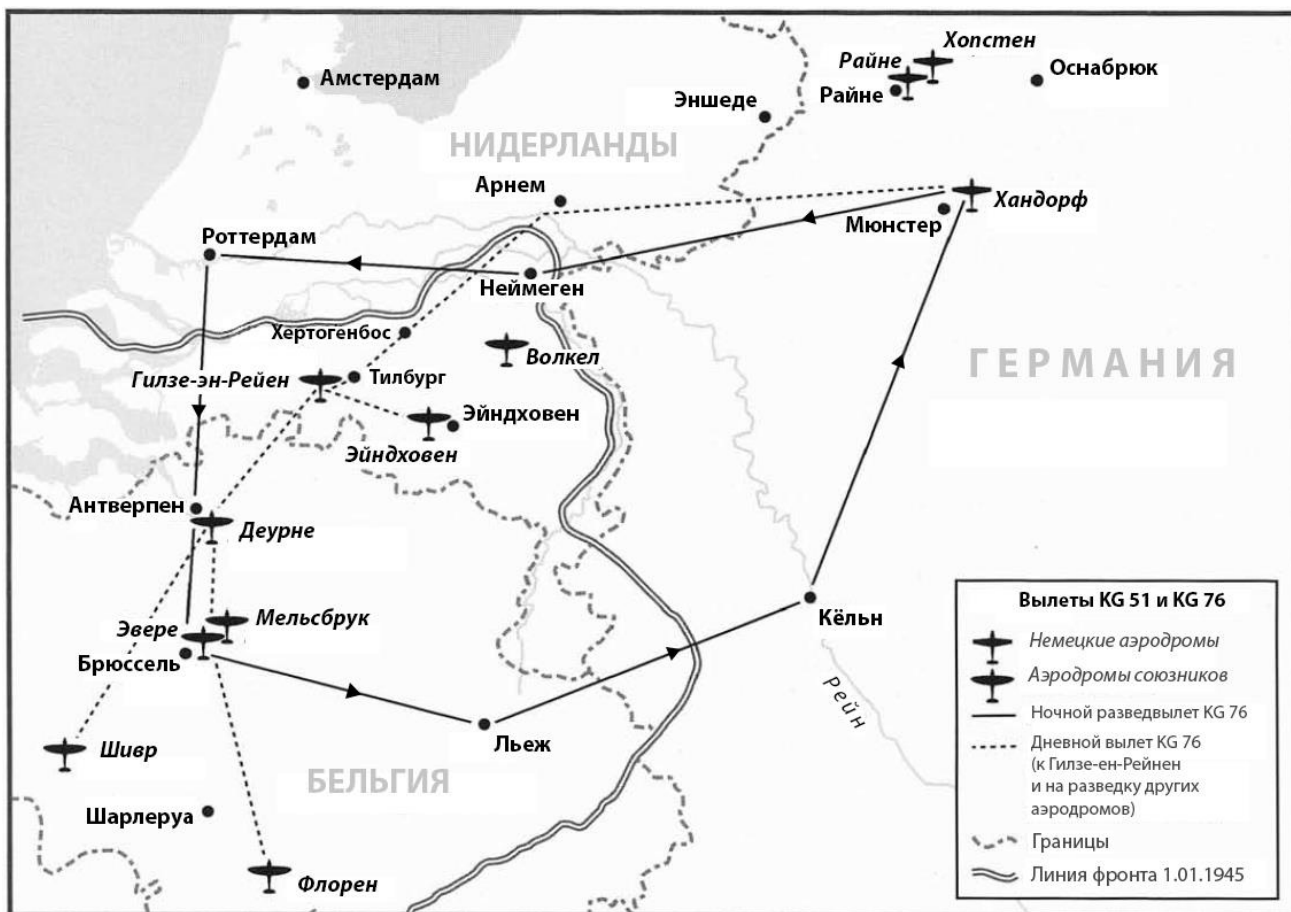 Хопстен
Амстердам
Райне
Оснабрюк
Райне
Эншеде
НИДЕРЛАНДЫ
Арнем
Хандорф
Мюнстер
Роттердам
Неймеген
Хертогенбос
Волкел
ГЕРМАНИЯ
Гилзе-эн-Рейен
Тилбург
Эйндховен
Эйндховен
Антверпен
Деурне
Мельсбрук
Эвере
Брюссель
Кёльн
Рейн
Льеж
Шивр
БЕЛЬГИЯ
Шарлеруа
Флорен
Вылеты KG 51 и KG 76
Немецкие аэродромы
Аэродромы союзников
Ночной разведвылет KG 76
Дневной вылет KG 76
(к Гилзе-ен-Рейнен
и на разведку других
аэродромов)
Границы
Линия фронта 1.01.1945